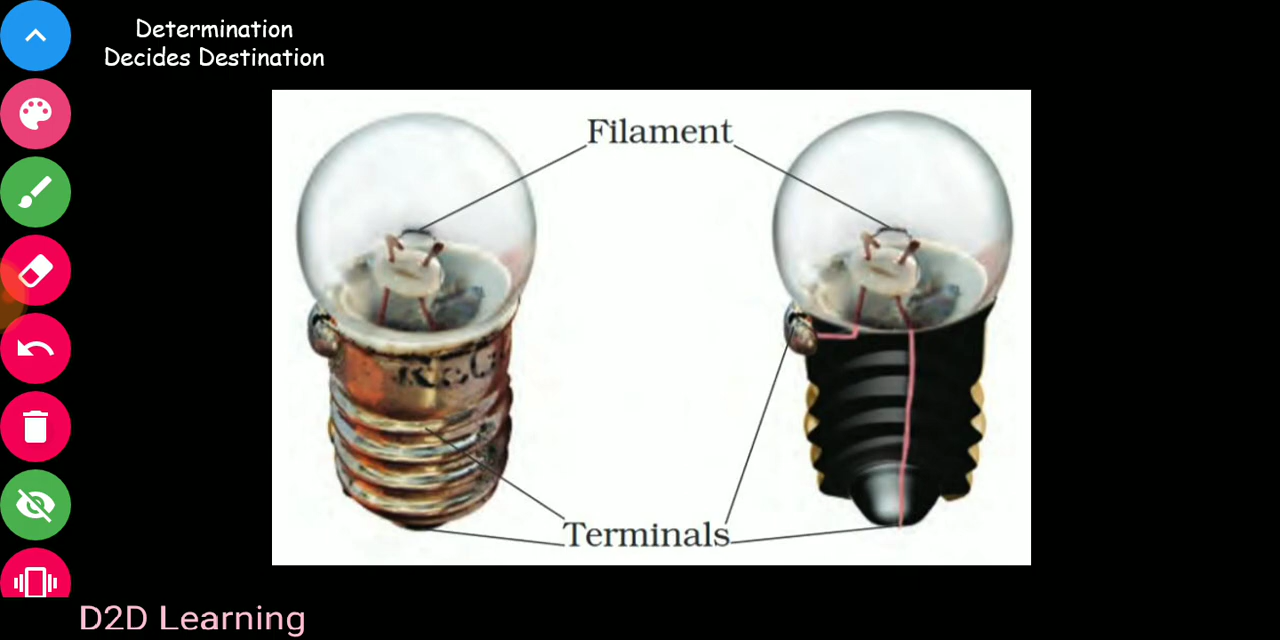 Determination
Decides Destination
Filament
Terminals
D2D Learning